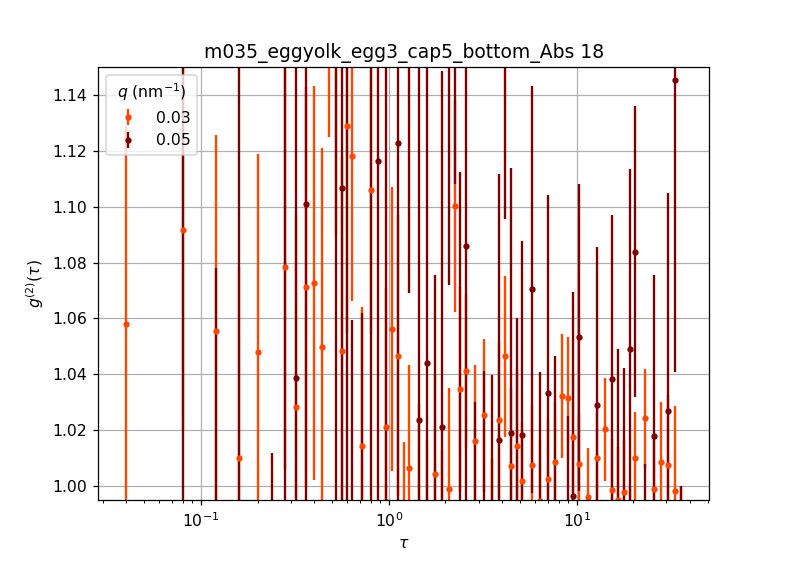 m035_eggyolk_egg3_cap5_bottom_Abs 18
q (nm⁻¹)
0.03
0.05
1.14
1.12
1.10
1.08
1.06
1.04
1.02
1.00
g⁽²⁾(τ)
10⁻¹ 10⁰ 10¹
τ